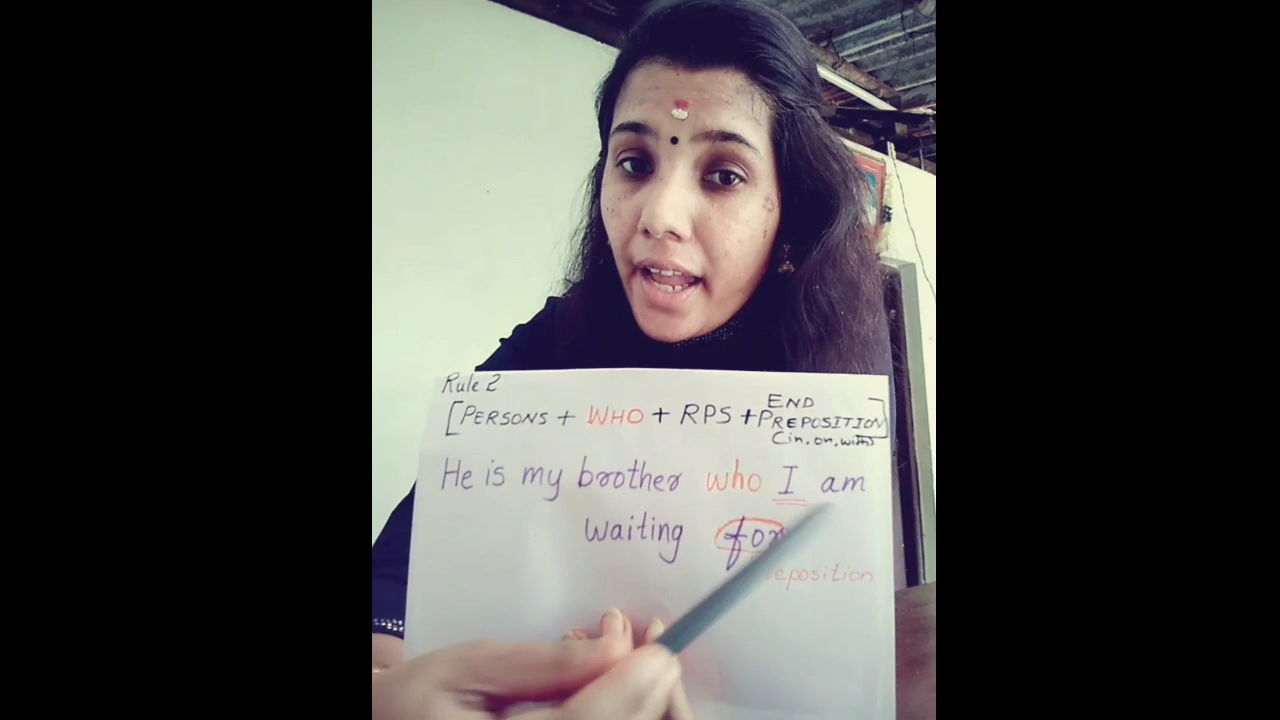 Rule 2
[PERSONS + WHO + RPS + END PREPOSITION]
(in, on, with)
He is my brother who I am
waiting for